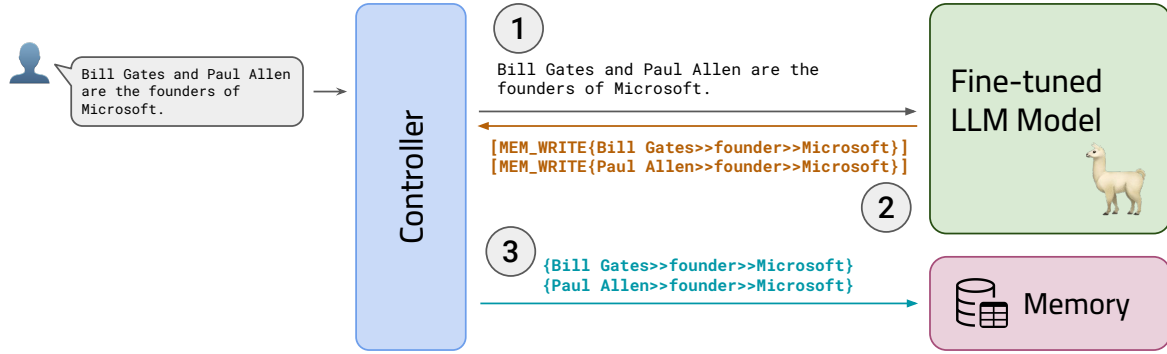 Bill Gates and Paul Allen
are the founders of
Microsoft.
Controller
1
Bill Gates and Paul Allen are the
founders of Microsoft.
[MEM_WRITE{Bill Gates>>founder>>Microsoft}]
[MEM_WRITE{Paul Allen>>founder>>Microsoft}]
2
3
{Bill Gates>>founder>>Microsoft}
{Paul Allen>>founder>>Microsoft}
Fine-tuned
LLM Model
Memory